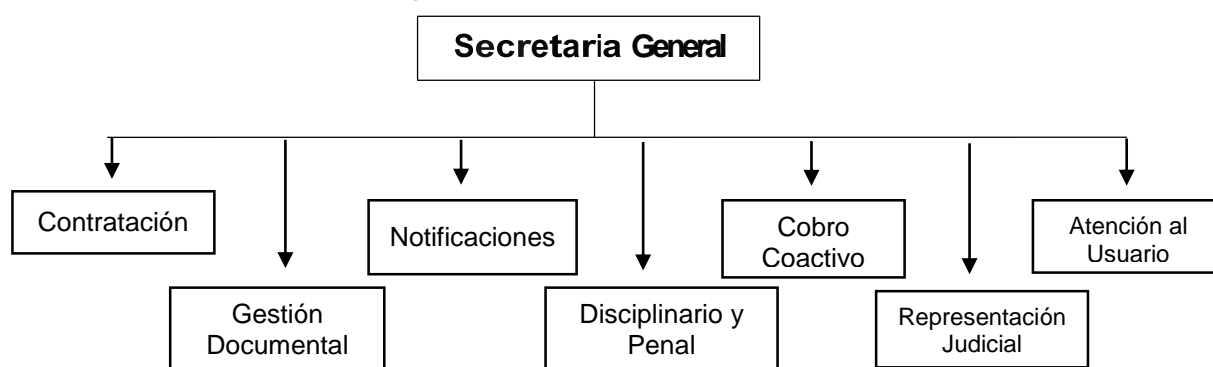 Secretaria General
Contratación
Notificaciones
Cobro
Coactivo
Atención al
Usuario
Gestión
Documental
Disciplinario y
Penal
Representación
Judicial